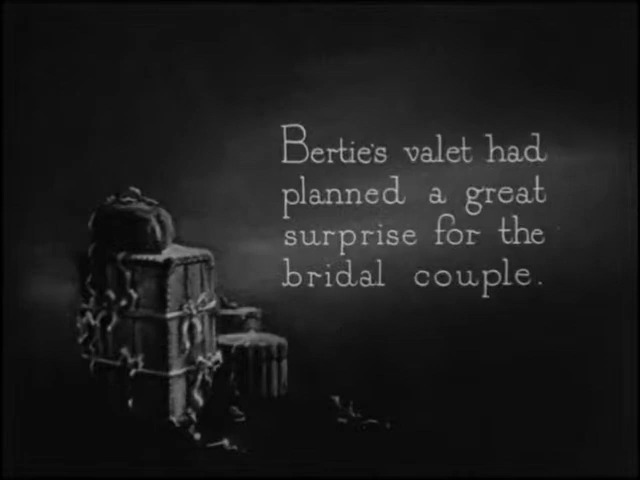 Bertie's valet had
planned a great
surprise for the
bridal couple.